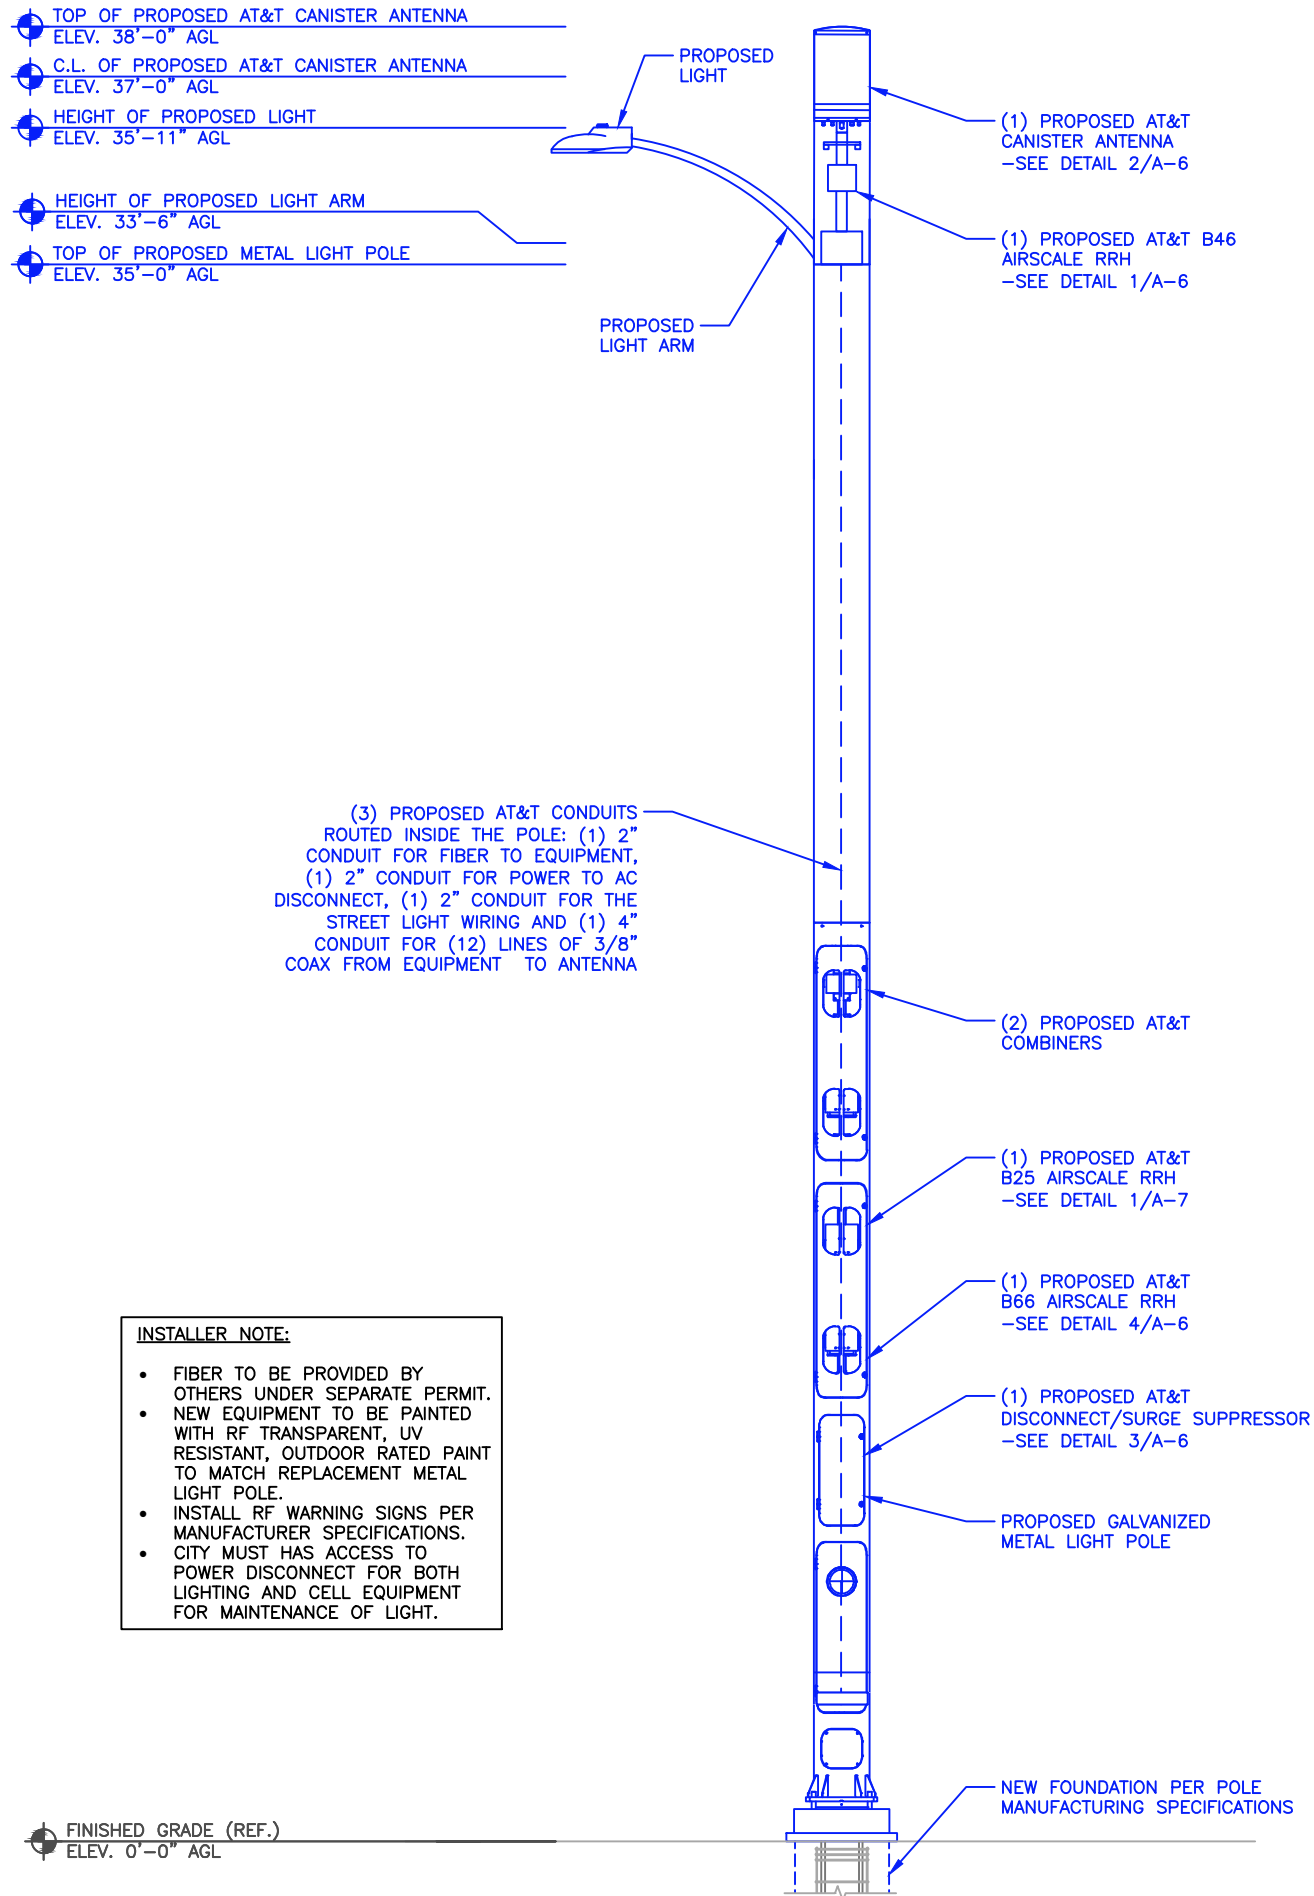 TOP OF PROPOSED AT&T CANISTER ANTENNA
ELEV. 38'-0" AGL
C.L. OF PROPOSED AT&T CANISTER ANTENNA
ELEV. 37'-0" AGL
HEIGHT OF PROPOSED LIGHT
ELEV. 35'-11" AGL
HEIGHT OF PROPOSED LIGHT ARM
ELEV. 33'-6" AGL
TOP OF PROPOSED METAL LIGHT POLE
ELEV. 35'-0" AGL
PROPOSED
LIGHT
(1) PROPOSED AT&T
CANISTER ANTENNA
-SEE DETAIL 2/A-6
(1) PROPOSED AT&T B46
AIRSCALE RRH
-SEE DETAIL 1/A-6
PROPOSED
LIGHT ARM
(3) PROPOSED AT&T CONDUITS
ROUTED INSIDE THE POLE: (1) 2"
CONDUIT FOR FIBER TO EQUIPMENT,
(1) 2" CONDUIT FOR POWER TO AC
DISCONNECT, (1) 2" CONDUIT FOR THE
STREET LIGHT WIRING AND (1) 4"
CONDUIT FOR (12) LINES OF 3/8"
COAX FROM EQUIPMENT TO ANTENNA
(2) PROPOSED AT&T
COMBINERS
(1) PROPOSED AT&T
B25 AIRSCALE RRH
-SEE DETAIL 1/A-7
(1) PROPOSED AT&T
B66 AIRSCALE RRH
-SEE DETAIL 4/A-6
(1) PROPOSED AT&T
DISCONNECT/SURGE SUPPRESSOR
-SEE DETAIL 3/A-6
PROPOSED GALVANIZED
METAL LIGHT POLE
INSTALLER NOTE:
• FIBER TO BE PROVIDED BY
OTHERS UNDER SEPARATE PERMIT.
• NEW EQUIPMENT TO BE PAINTED
WITH RF TRANSPARENT, UV
RESISTANT, OUTDOOR RATED PAINT
TO MATCH REPLACEMENT METAL
LIGHT POLE.
• INSTALL RF WARNING SIGNS PER
MANUFACTURER SPECIFICATIONS.
• CITY MUST HAS ACCESS TO
POWER DISCONNECT FOR BOTH
LIGHTING AND CELL EQUIPMENT
FOR MAINTENANCE OF LIGHT.
NEW FOUNDATION PER POLE
MANUFACTURING SPECIFICATIONS
FINISHED GRADE (REF.)
ELEV. 0'-0" AGL